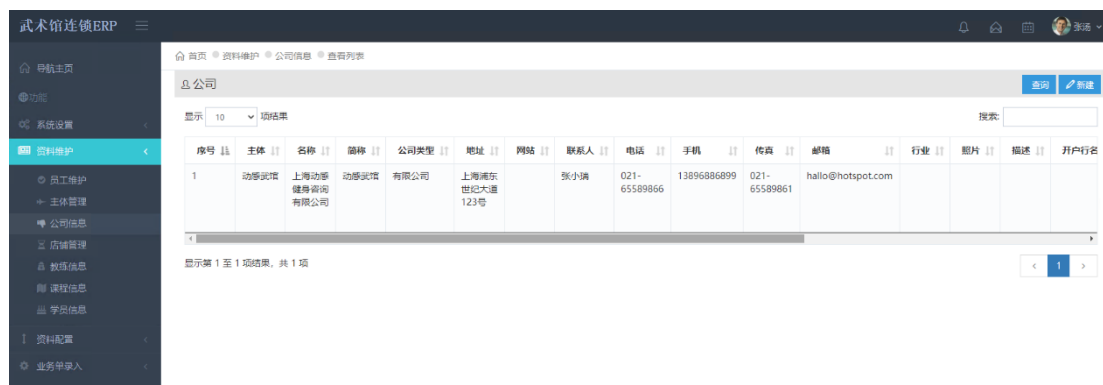 武术馆连锁ERP
张添
导航主页
功能
系统设置
资料维护
员工维护
主体管理
公司信息
店铺管理
教练信息
课程信息
学员信息
资料配置
业务单录入
首页 资料维护 公司信息 查看列表
公司
查询 新建
显示 10 项结果
搜索:
序号 主体 名称 简称 公司类型 地址 网站 联系人 电话 手机 传真 邮箱 行业 照片 描述 开户行名
1 动感武馆 上海动感 动感武馆 有限公司 上海浦东 张小瑞 021- 13896886899 021- hallo@hotspot.com
健身咨询 世纪大道 65589866 65589861
有限公司 123号
显示第 1 至 1 项结果，共 1 项
1